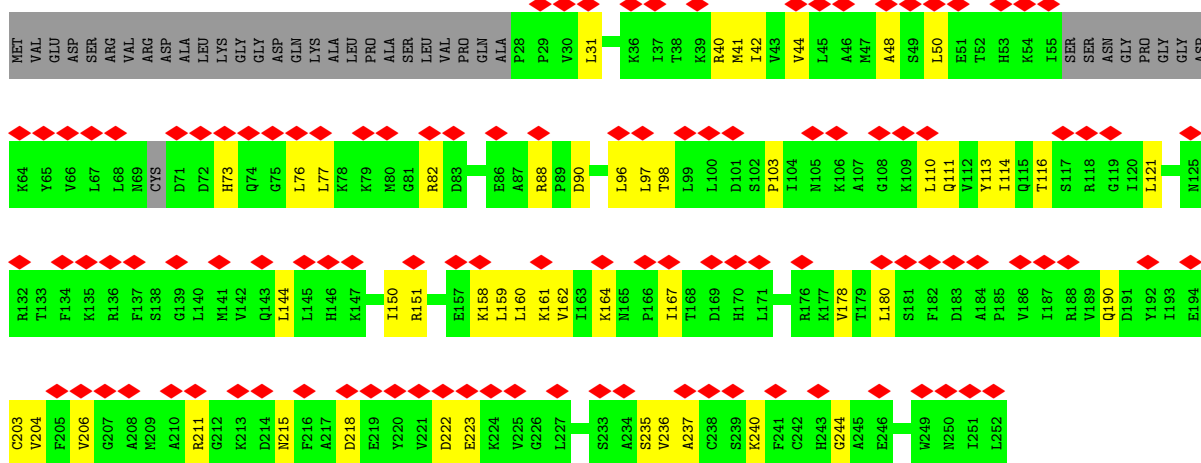 MET VAL GLU ASP SER ARG VAL ARG ASP ALA LEU LYS GLY GLY ASP GLN LYS ALA LEU PRO ALA SER LEU VAL PRO GLN ALA P28 P29 V30 L31 K36 I37 T38 K39 R40 M41 I42 V43 V44 L45 A46 M47 A48 S49 L50 E51 T52 H53 K54 I55 SER SER ASN GLY PRO GLY GLY ASP
K64 Y65 V66 L67 L68 N69 CYS D71 D72 H73 Q74 G75 L76 L77 K78 K79 M80 G81 R82 D83 E86 A87 R88 P89 D90 L96 L97 T98 L99 L100 D101 S102 P103 I104 N105 K106 A107 G108 K109 L110 Q111 V112 Y113 I114 Q115 T116 S117 R118 G119 I120 L121 N125
R132 T133 F134 K135 R136 F137 S138 G139 L140 M141 V142 Q143 L144 L145 H146 K147 I150 R151 E157 K158 L159 L160 K161 V162 I163 K164 N165 P166 I167 T168 D169 H170 L171 R176 K177 V178 T179 L180 S181 F182 D183 A184 P185 V186 I187 R188 V189 Q190 D191 Y192 I193 E194
C203 V204 F205 V206 G207 A208 M209 A210 R211 G212 K213 D214 N215 F216 A217 D218 E219 Y220 V221 D222 E223 K224 V225 G226 L227 S233 A234 S235 V236 A237 C238 S239 K240 F241 C242 H243 G244 A245 E246 W249 N250 I251 L252